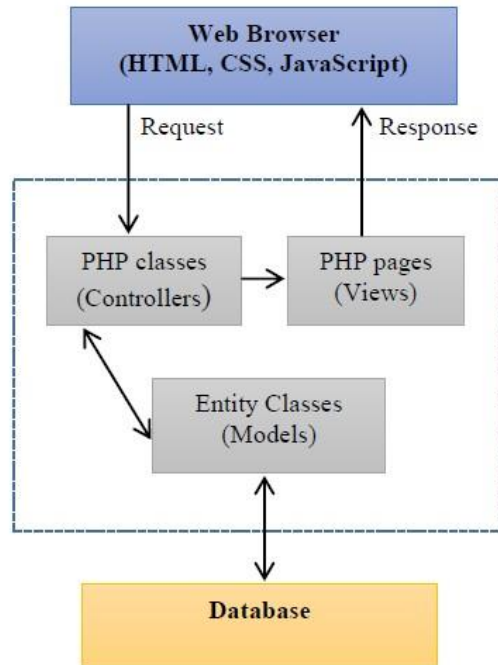 Web Browser
(HTML, CSS, JavaScript)
Request
Response
PHP classes
(Controllers)
PHP pages
(Views)
Entity Classes
(Models)
Database